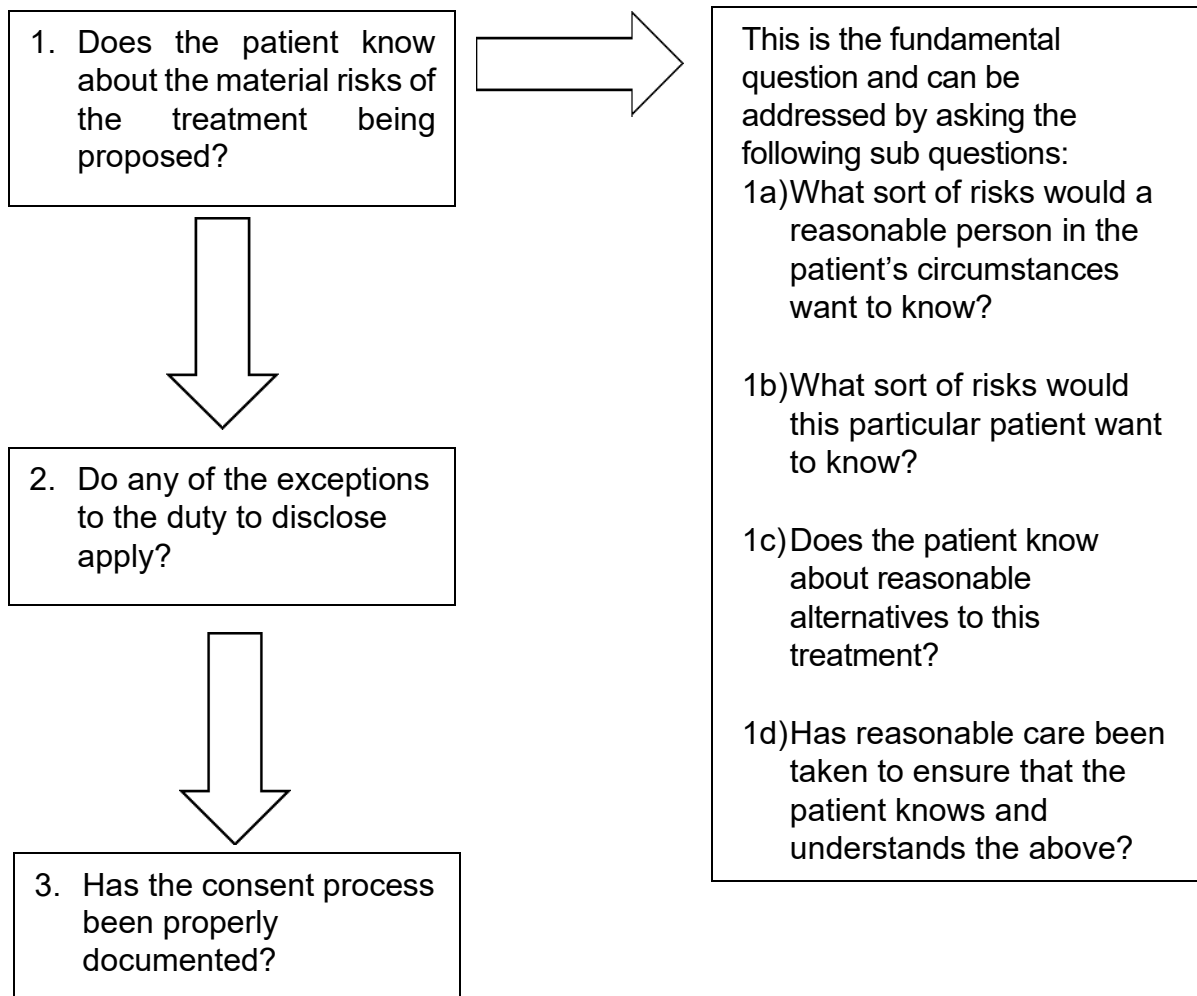 1. Does the patient know
about the material risks of
the treatment being
proposed?
This is the fundamental
question and can be
addressed by asking the
following sub questions:
1a)What sort of risks would a
reasonable person in the
patient’s circumstances
want to know?
1b)What sort of risks would
this particular patient want
to know?
1c)Does the patient know
about reasonable
alternatives to this
treatment?
1d)Has reasonable care been
taken to ensure that the
patient knows and
understands the above?
2. Do any of the exceptions
to the duty to disclose
apply?
3. Has the consent process
been properly
documented?